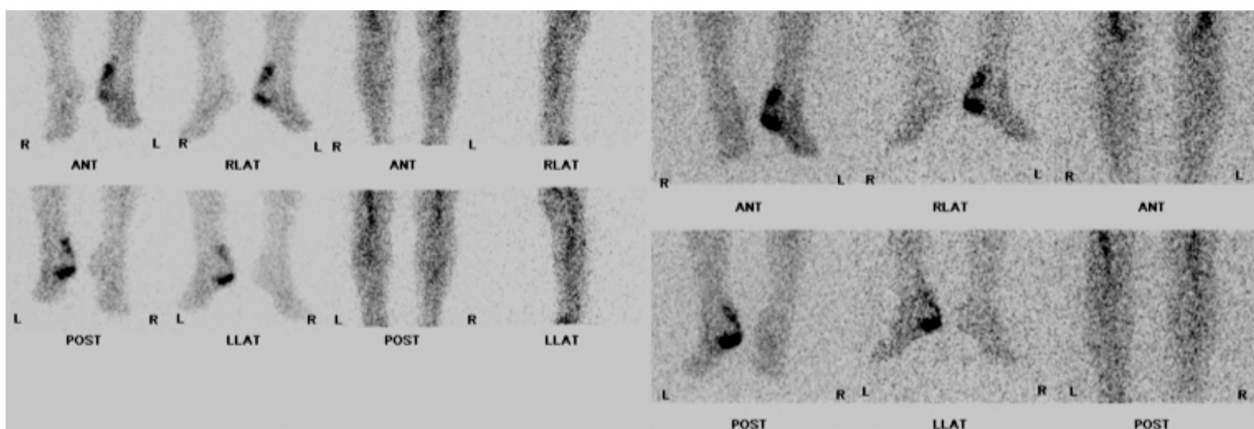 R L R L R L
ANT RLAT ANT RLAT
L R L R L R
POST LLAT POST LLAT
R L R L R L
ANT RLAT ANT
L R L R L R
POST LLAT POST